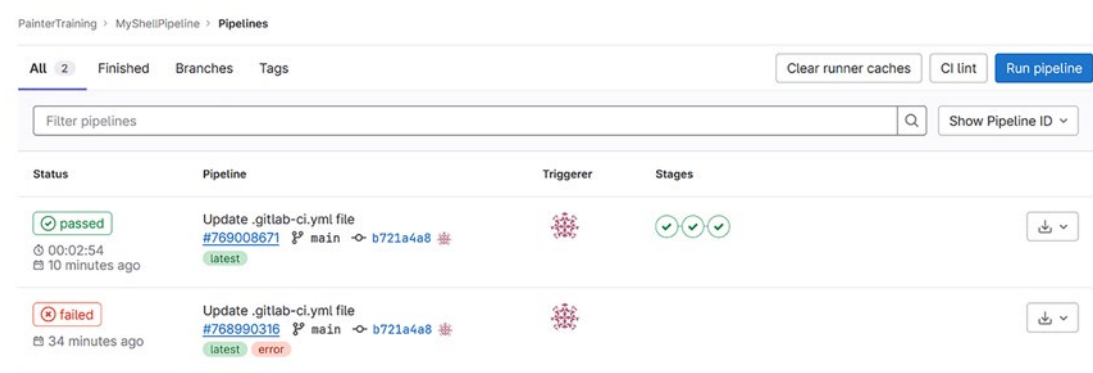 PainterTraining > MyShellPipeline > Pipelines
All 2 Finished Branches Tags Clear runner caches CI lint Run pipeline
Filter pipelines Show Pipeline ID
Status Pipeline Triggerer Stages
passed Update .gitlab-ci.yml file
#769008671 main b721a4a8
00:02:54
latest
10 minutes ago
failed Update .gitlab-ci.yml file
#768990316 main b721a4a8
34 minutes ago
latest error